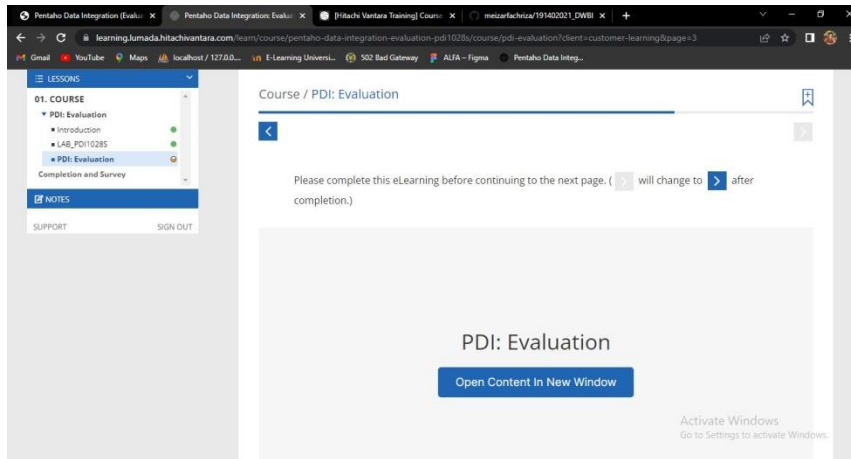 Pentaho Data Integration (Evalu
Pentaho Data Integration: Evalu
[Hitachi Vantara Training] Course
meizarfachriza/191402021_DWBI
learning.lumada.hitachivantara.com/learn/course/pentaho-data-integration-evaluation-pdi1028s/course/pdi-evaluation?client=customer-learning&page=3
Gmail YouTube Maps localhost / 127.0.0... E-Learning Universi... 502 Bad Gateway ALFA – Figma Pentaho Data Integ...
LESSONS
01. COURSE
PDI: Evaluation
Introduction
LAB_PDI1028S
PDI: Evaluation
Completion and Survey
NOTES
SUPPORT SIGN OUT
Course / PDI: Evaluation
Please complete this eLearning before continuing to the next page. ( > will change to > after
completion.)
PDI: Evaluation
Open Content In New Window
Activate Windows
Go to Settings to activate Windows.